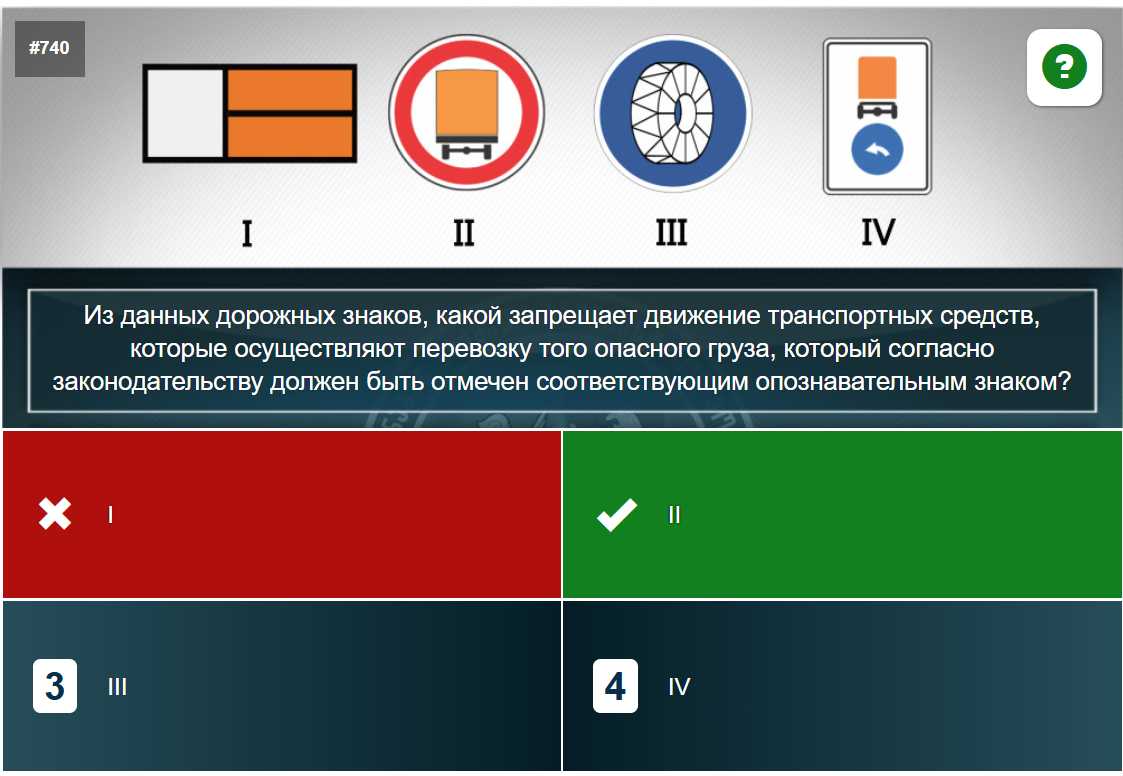 #740
?
I II III IV
Из данных дорожных знаков, какой запрещает движение транспортных средств,
которые осуществляют перевозку того опасного груза, который согласно
законодательству должен быть отмечен соответствующим опознавательным знаком?
I
II
3 III
4 IV